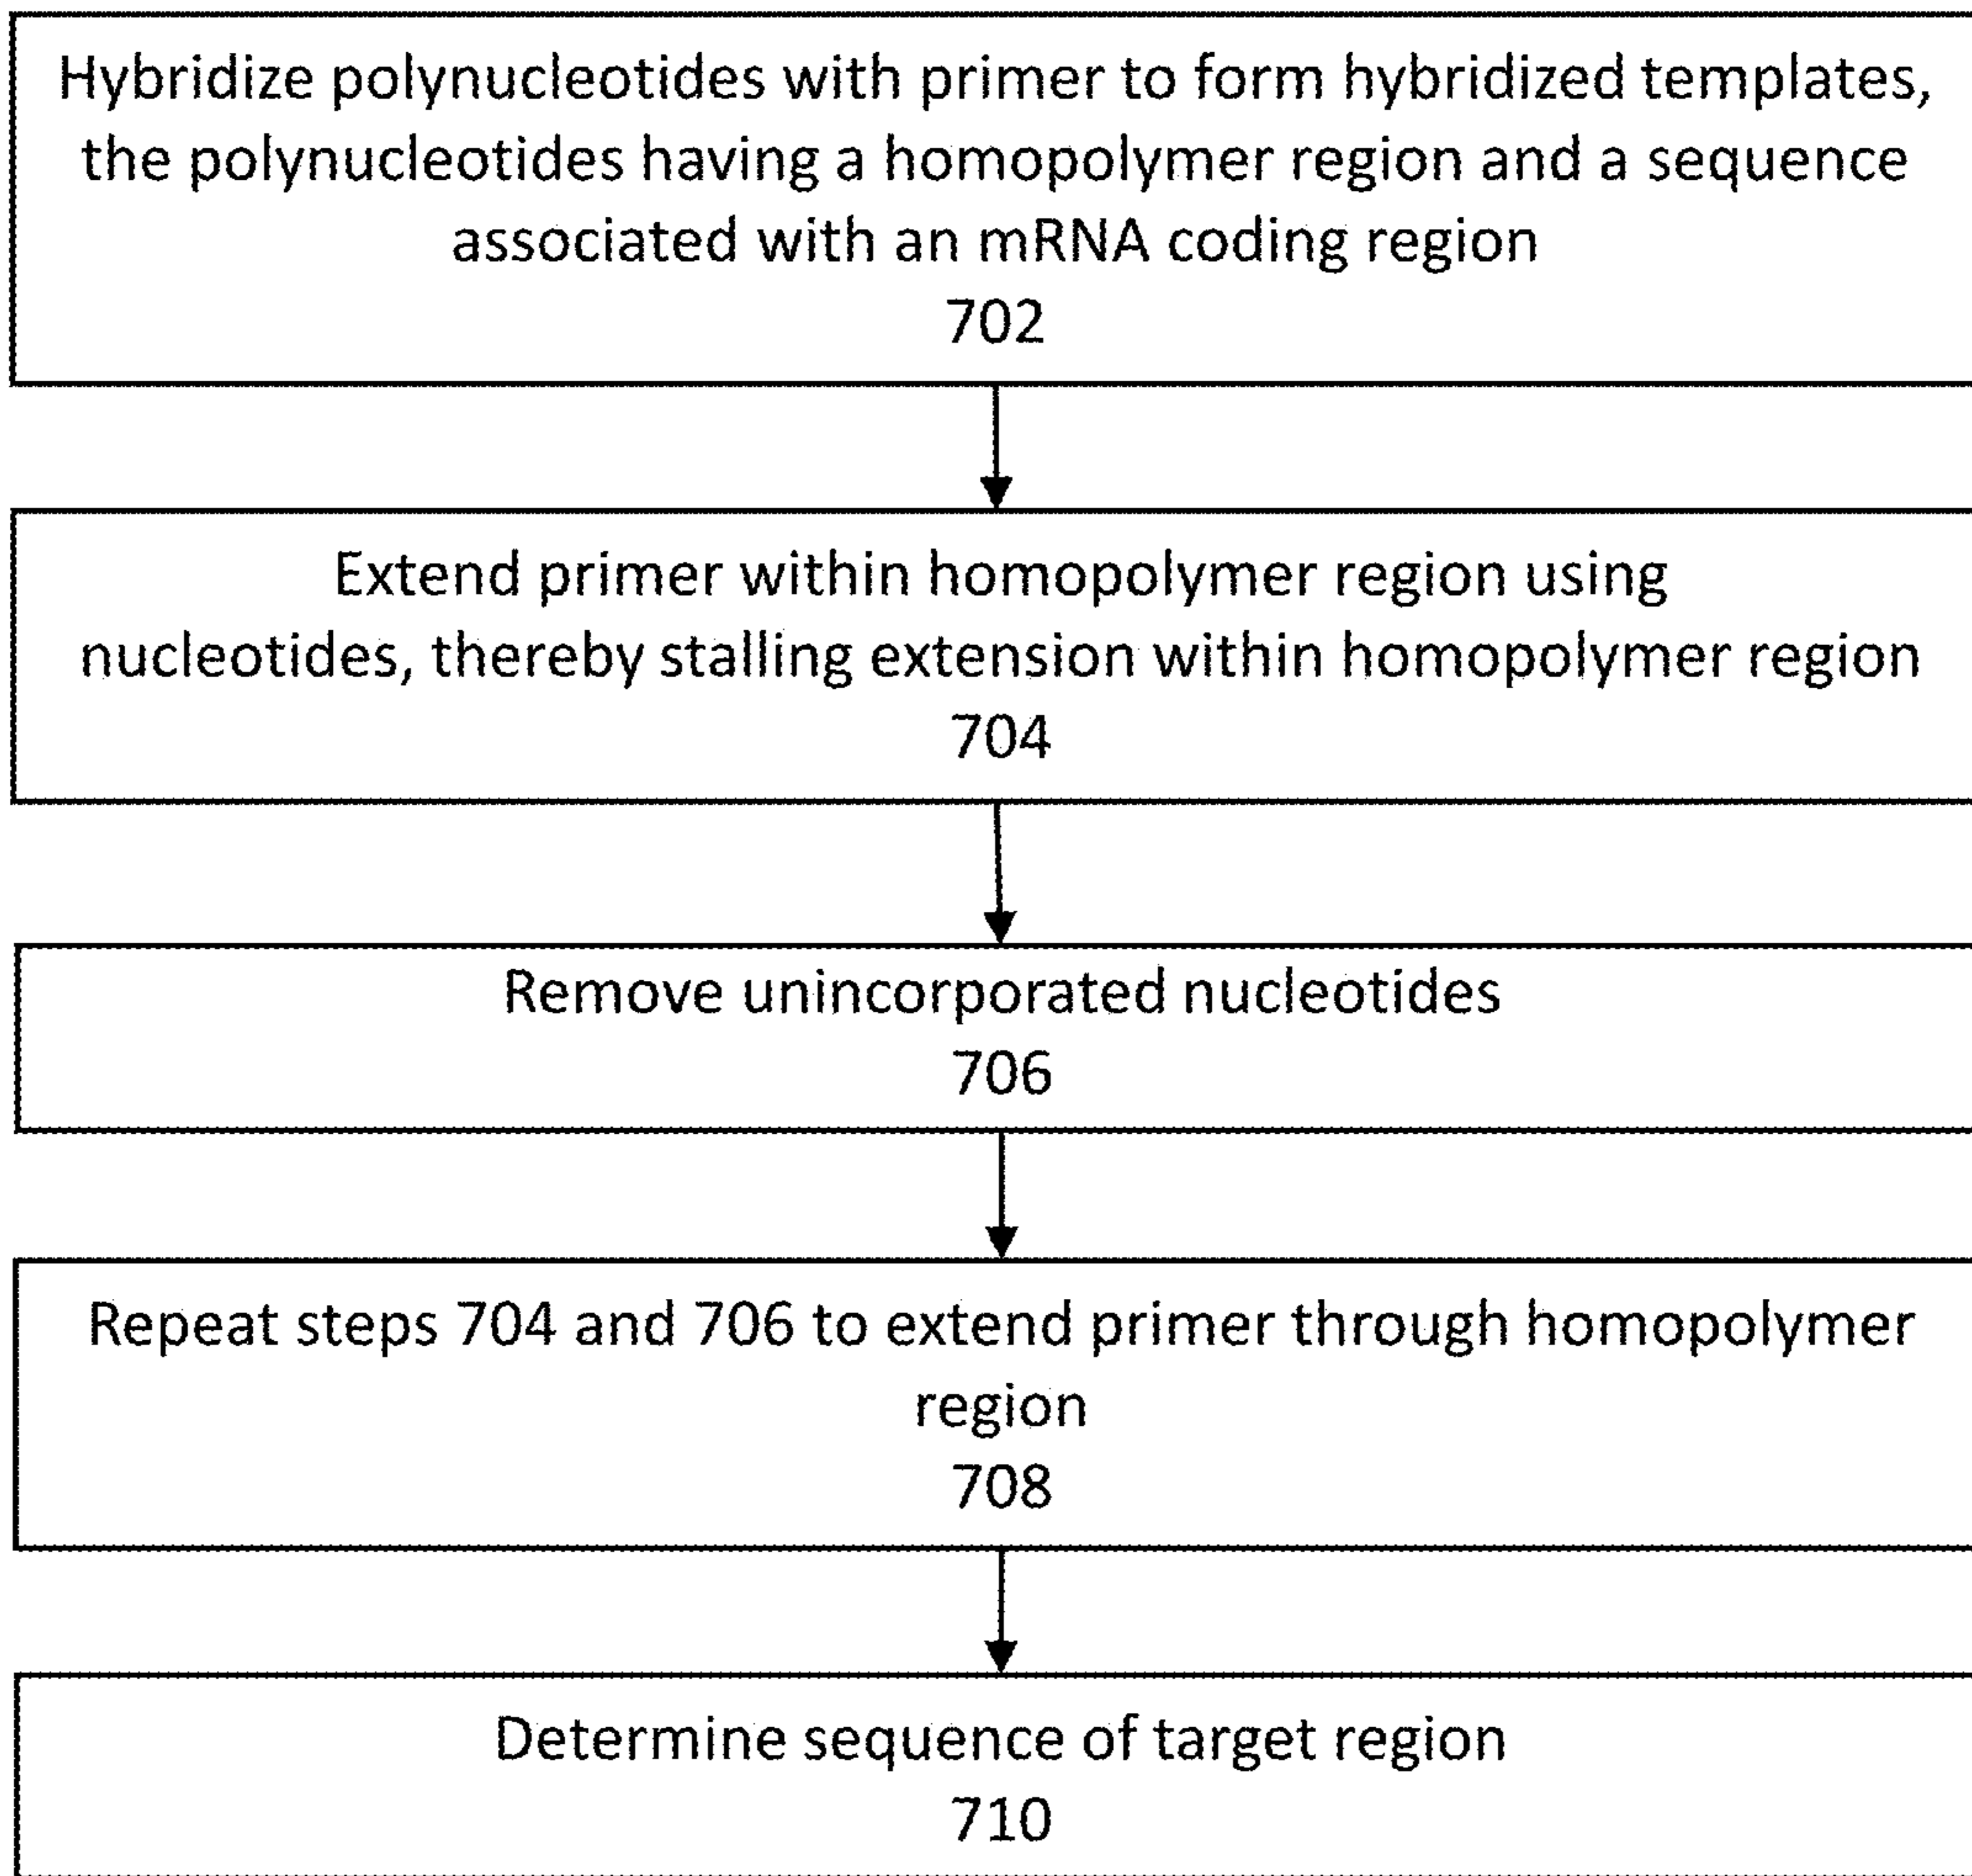 Hybridize polynucleotides with primer to form hybridized templates,
the polynucleotides having a homopolymer region and a sequence
associated with an mRNA coding region
702
Extend primer within homopolymer region using
nucleotides, thereby stalling extension within homopolymer region
704
Remove unincorporated nucleotides
706
Repeat steps 704 and 706 to extend primer through homopolymer
region
708
Determine sequence of target region
710